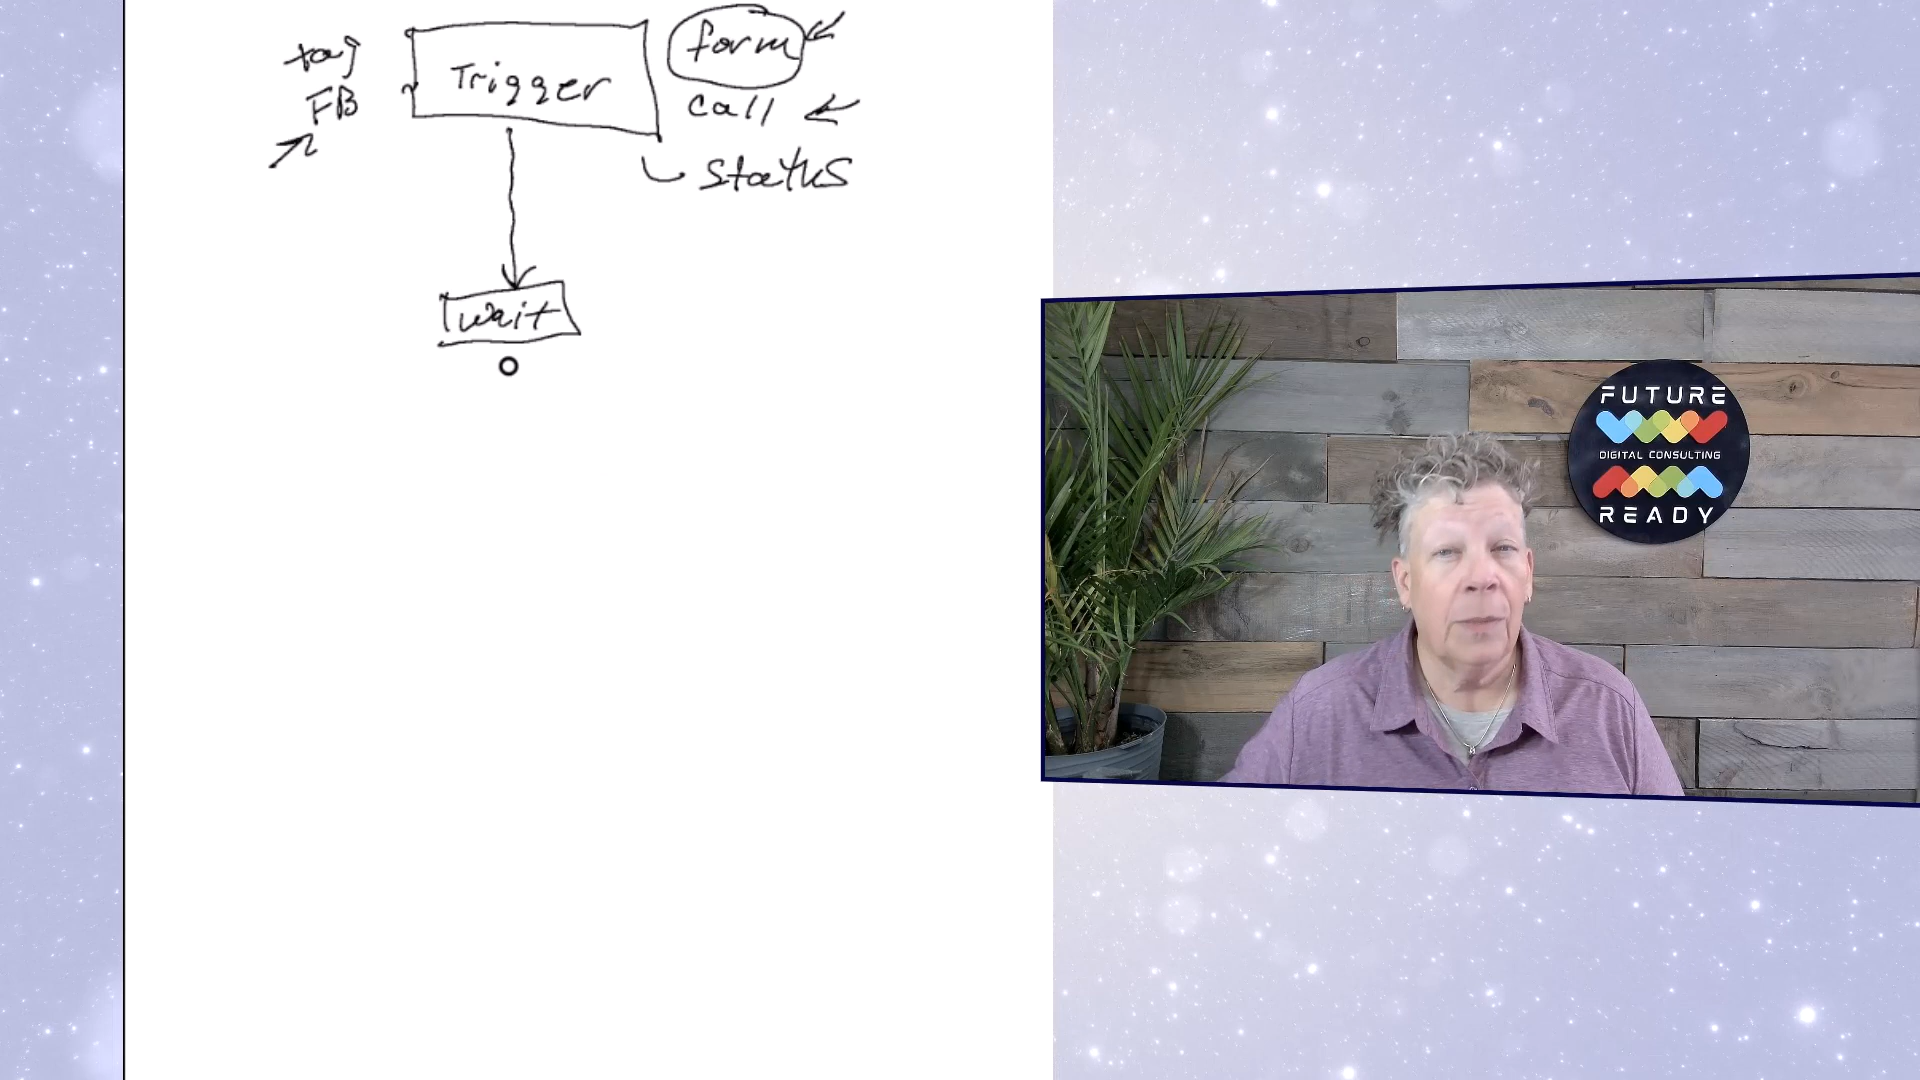 tag
FB
Trigger
form
call
status
wait
FUTURE
DIGITAL CONSULTING
READY